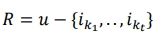 R = u − {i_{k_1}, . . , i_{k_t}}